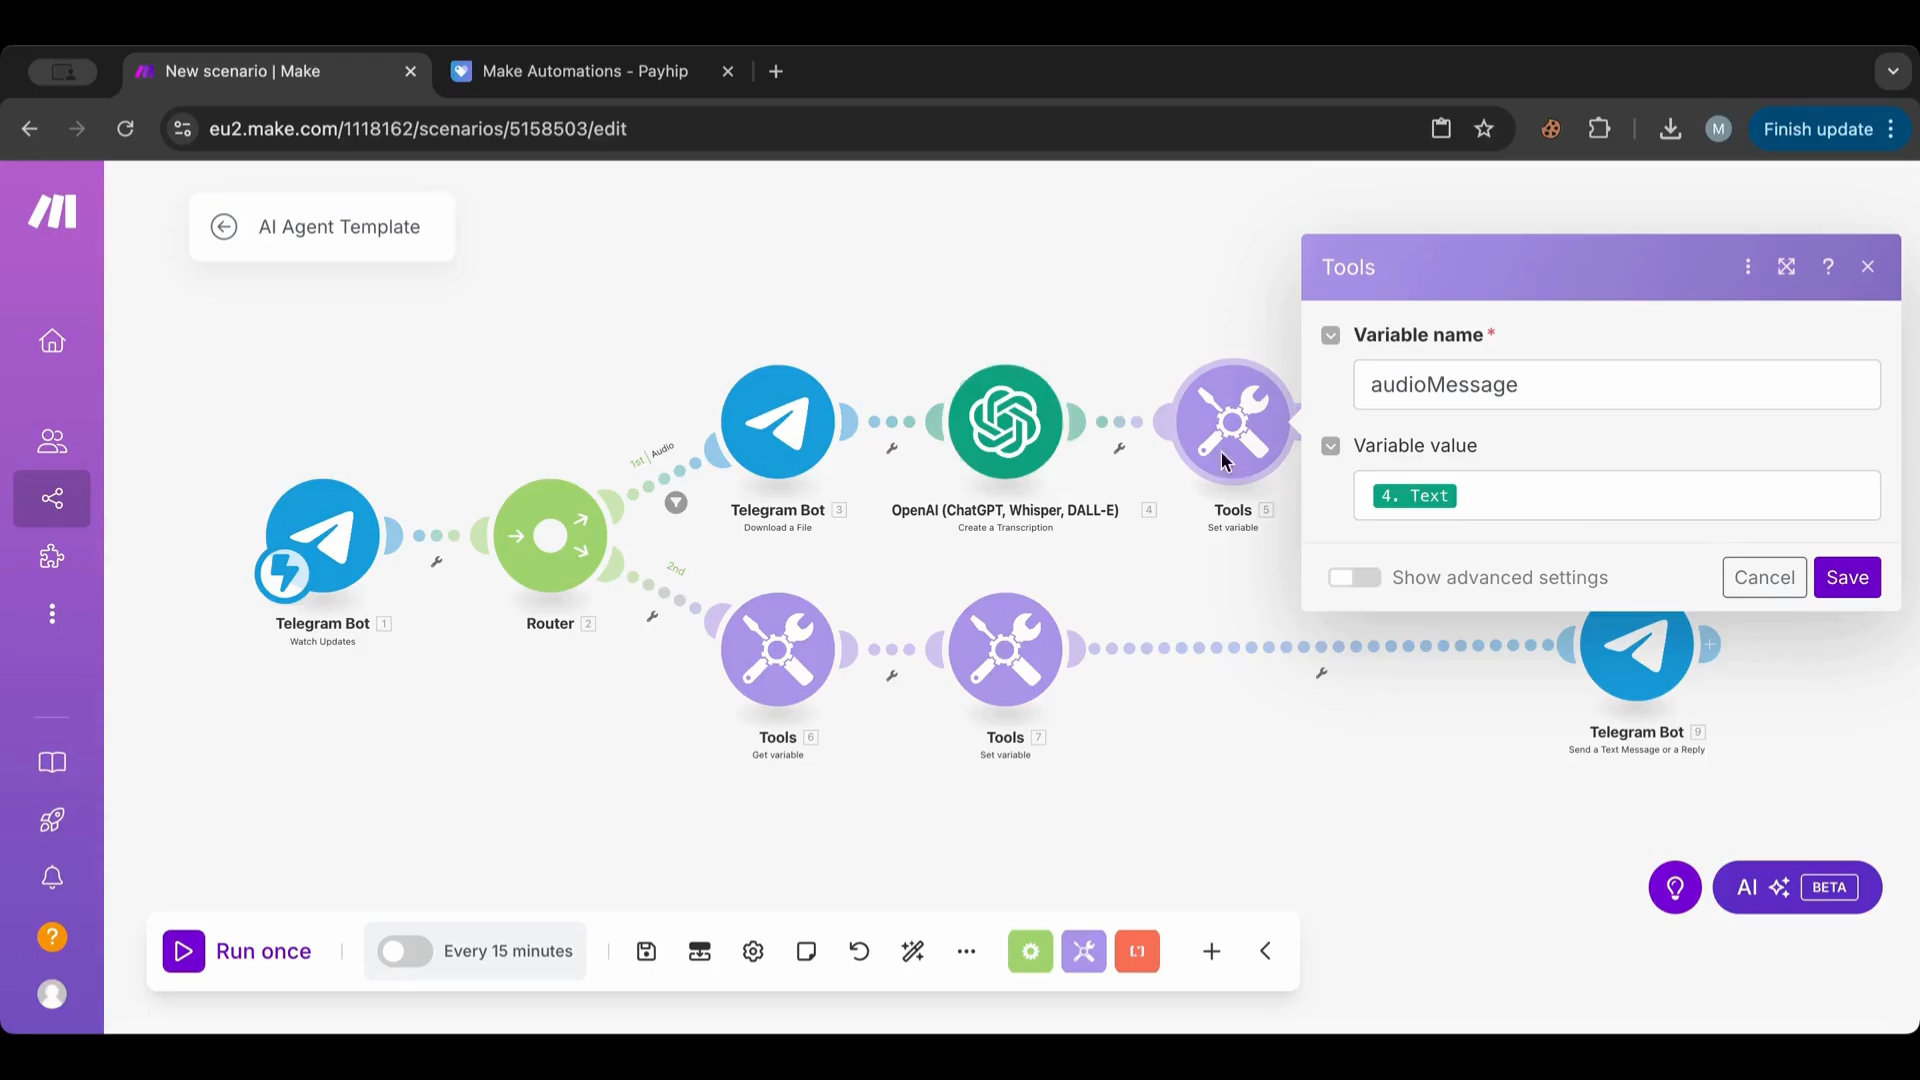 New scenario | Make
Make Automations - Payhip
eu2.make.com/1118162/scenarios/5158503/edit
M
Finish update
AI Agent Template
Tools
?
Variable name*
audioMessage
Variable value
4. Text
Show advanced settings
Cancel
Save
1st | Audio
Telegram Bot 3
Download a File
OpenAI (ChatGPT, Whisper, DALL-E) 4
Create a Transcription
Tools 5
Set variable
2nd
Telegram Bot 1
Watch Updates
Router 2
Tools 6
Get variable
Tools 7
Set variable
Telegram Bot 9
Send a Text Message or a Reply
AI BETA
?
Run once
Every 15 minutes